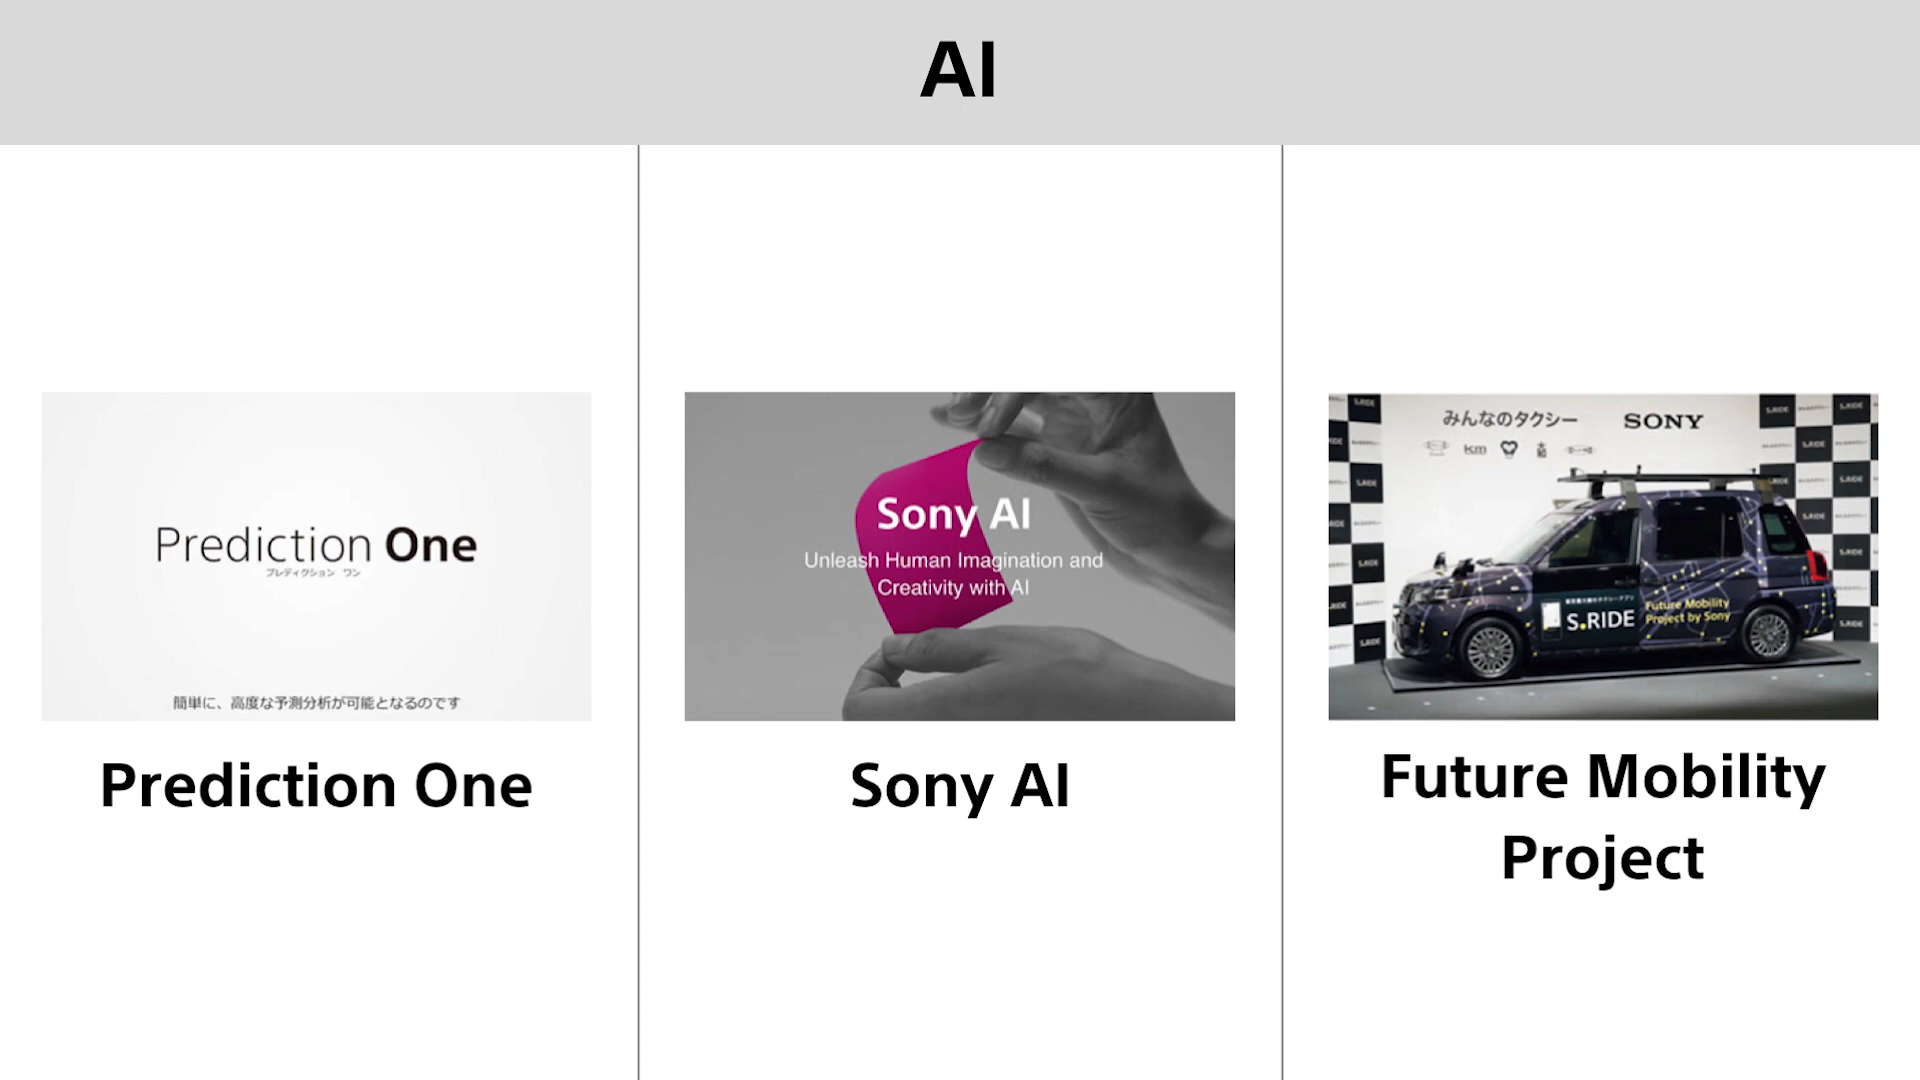 AI
Prediction One
プレディクション ワン
簡単に、高度な予測分析が可能となるのです
Prediction One
Sony AI
Unleash Human Imagination and
Creativity with AI
Sony AI
みんなのタクシー SONY
km
S.RIDE
Future Mobility
Project by Sony
Future Mobility
Project